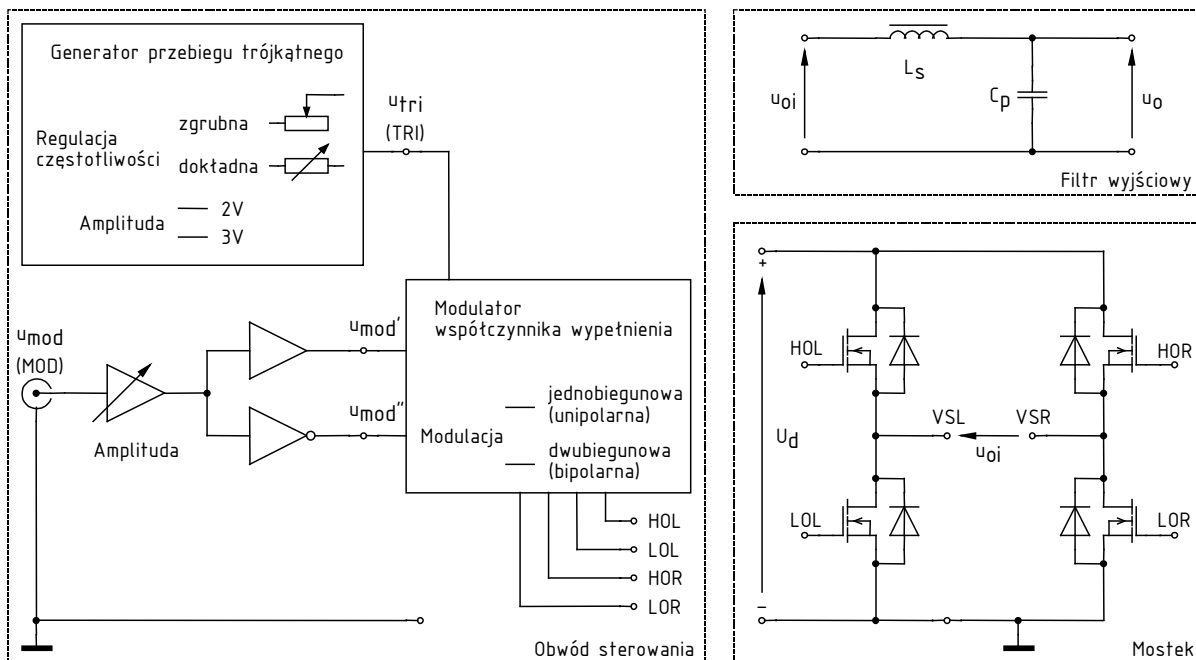 Generator przebiegu trójkątnego
zgrubna
Regulacja
częstotliwości
dokładna
Amplituda
2V
3V
utri
(TRI)
umod
(MOD)
Amplituda
umod'
umod"
Modulator
współczynnika wypełnienia
Modulacja
jednobiegunowa
(unipolarna)
dwubiegunowa
(bipolarna)
HOL
LOL
HOR
LOR
Obwód sterowania
uoi
Ls
Cp
uo
Filtr wyjściowy
+
HOL
HOR
Ud
VSL
VSR
uoi
LOL
LOR
–
Mostek